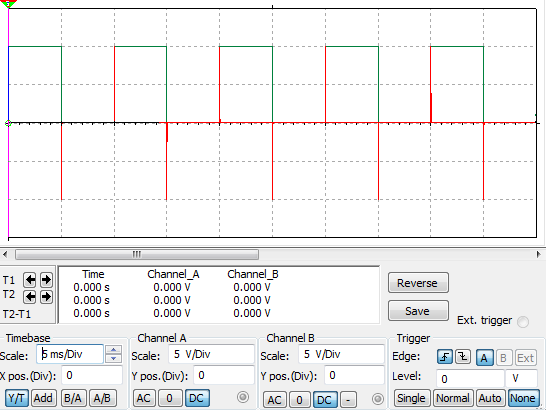 Time Channel_A Channel_B
T1 0.000 s 0.000 V 0.000 V
T2 0.000 s 0.000 V 0.000 V
T2-T1 0.000 s 0.000 V 0.000 V
Reverse
Save
Ext. trigger
Timebase
Scale: 5 ms/Div
X pos.(Div): 0
Y/T Add B/A A/B
Channel A
Scale: 5 V/Div
Y pos.(Div): 0
AC 0 DC
Channel B
Scale: 5 V/Div
Y pos.(Div): 0
AC 0 DC -
Trigger
Edge: A B Ext
Level: 0 V
Single Normal Auto None